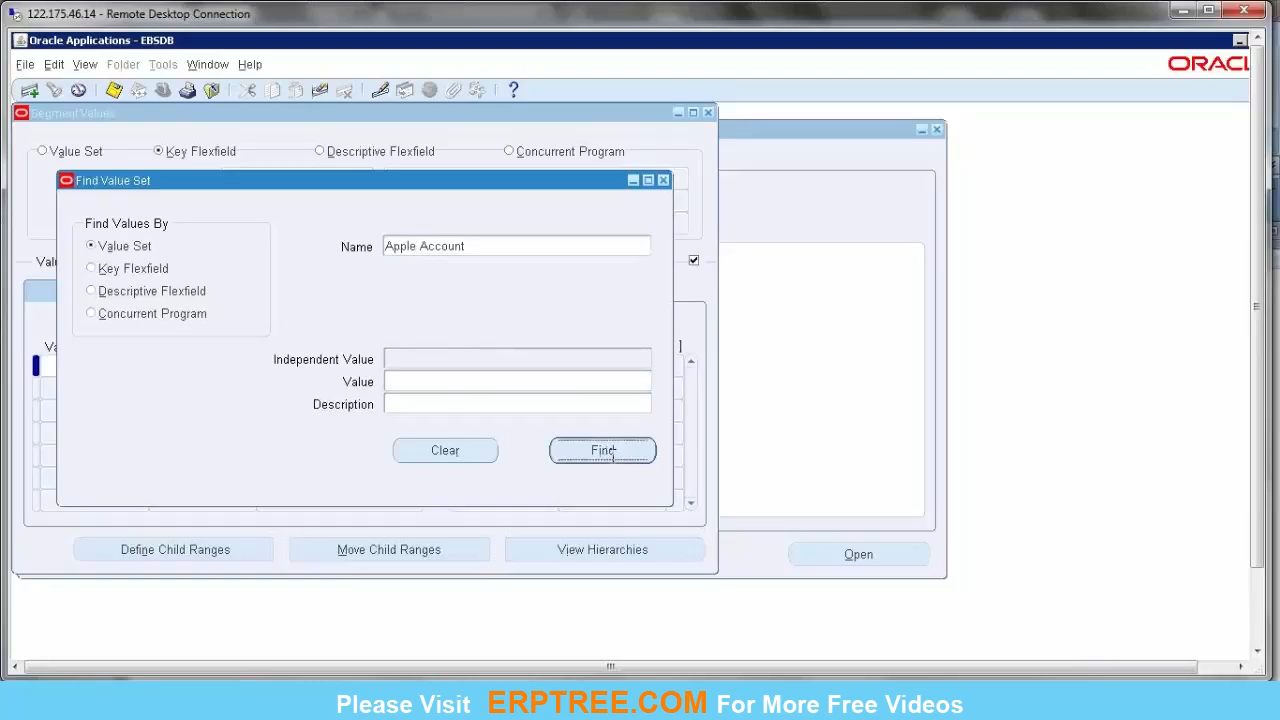 122.175.46.14 - Remote Desktop Connection
Oracle Applications - EBSDB
File Edit View Folder Tools Window Help
ORACL
Segment Values
Value Set Key Flexfield Descriptive Flexfield Concurrent Program
Find Value Set
Find Values By
Value Set
Name Apple Account
Key Flexfield
Descriptive Flexfield
Concurrent Program
Independent Value
Value
Description
Clear Find
Define Child Ranges Move Child Ranges View Hierarchies
Open
Please Visit ERPTREE.COM For More Free Videos